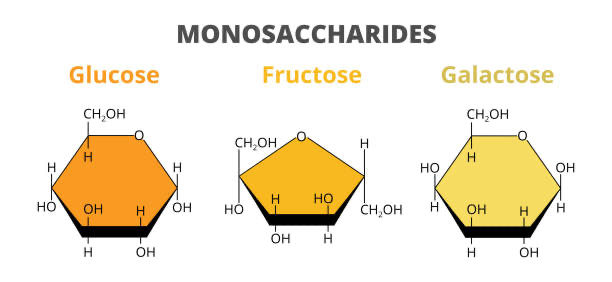 MONOSACCHARIDES
Glucose Fructose Galactose
CH₂OH CH₂OH
O O O
CH₂OH H
H H
H H HO OH
HO OH H HO OH H OH H H
HO CH₂OH
H OH OH H H OH